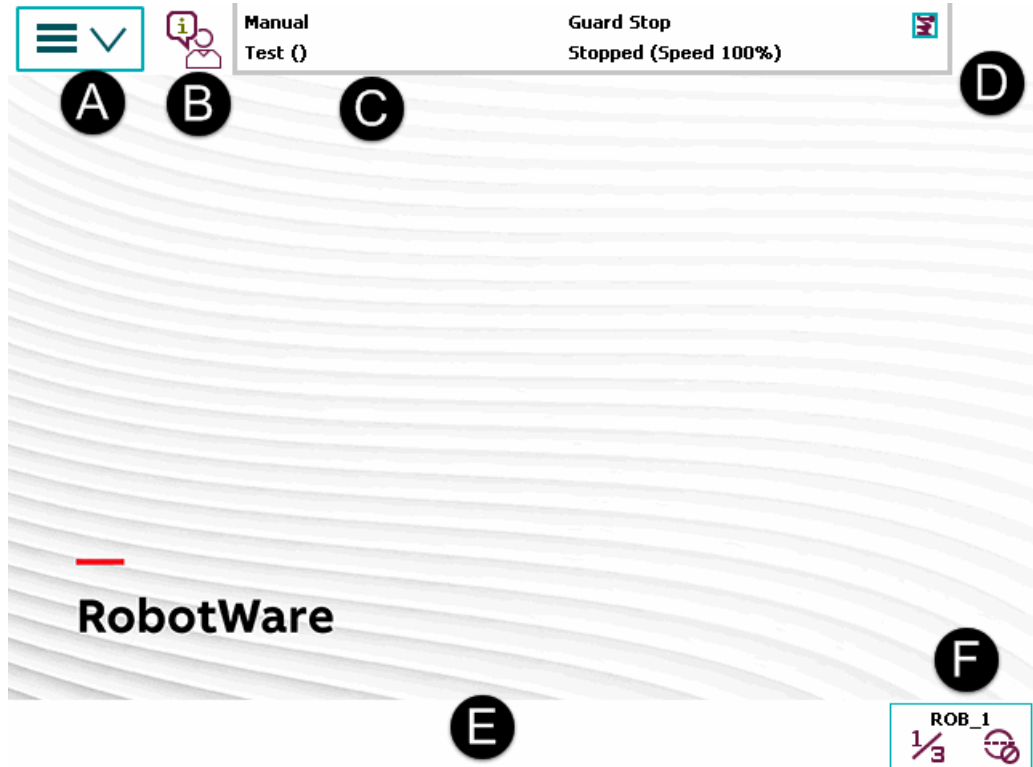 Manual
Guard Stop
Test ()
Stopped (Speed 100%)
A
B
C
D
RobotWare
F
E
ROB_1
1/3